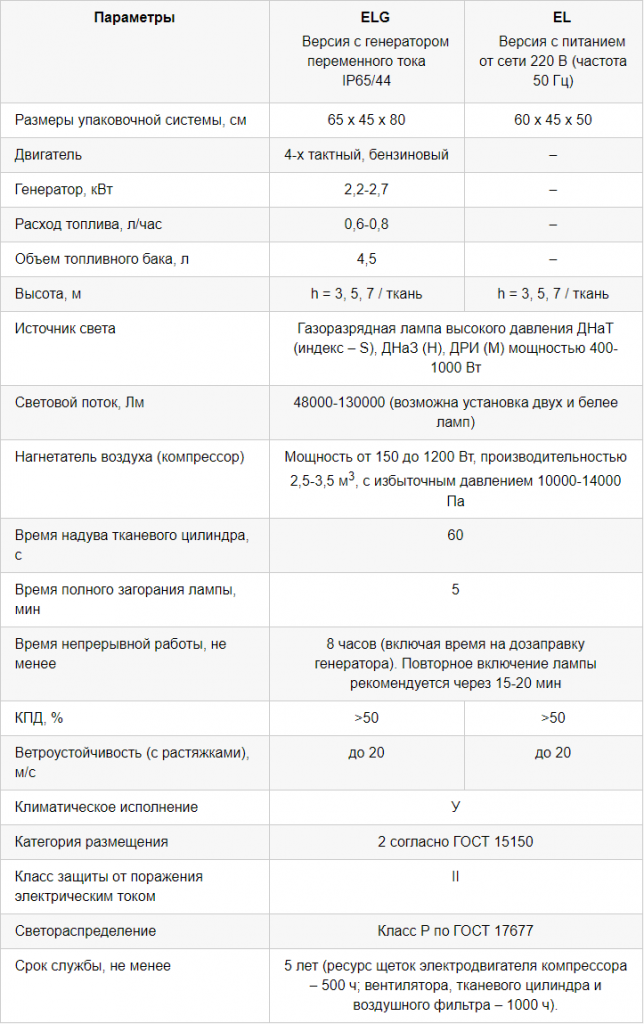 Параметры
ELG
Версия с генератором
переменного тока
IP65/44
EL
Версия с питанием
от сети 220 В (частота
50 Гц)
Размеры упаковочной системы, см
65 x 45 x 80
60 x 45 x 50
Двигатель
4-х тактный, бензиновый
–
Генератор, кВт
2,2-2,7
–
Расход топлива, л/час
0,6-0,8
–
Объем топливного бака, л
4,5
–
Высота, м
h = 3, 5, 7 / ткань
h = 3, 5, 7 / ткань
Источник света
Газоразрядная лампа высокого давления ДНаТ
(индекс – S), ДНаЗ (H), ДРИ (M) мощностью 400-
1000 Вт
Световой поток, Лм
48000-130000 (возможна установка двух и белее
ламп)
Нагнетатель воздуха (компрессор)
Мощность от 150 до 1200 Вт, производительностью
2,5-3,5 м³, с избыточным давлением 10000-14000
Па
Время надува тканевого цилиндра,
с
60
Время полного загорания лампы,
мин
5
Время непрерывной работы, не
менее
8 часов (включая время на дозаправку
генератора). Повторное включение лампы
рекомендуется через 15-20 мин
КПД, %
>50
>50
Ветроустойчивость (с растяжками),
м/с
до 20
до 20
Климатическое исполнение
У
Категория размещения
2 согласно ГОСТ 15150
Класс защиты от поражения
электрическим током
II
Светораспределение
Класс Р по ГОСТ 17677
Срок службы, не менее
5 лет (ресурс щеток электродвигателя компрессора
– 500 ч; вентилятора, тканевого цилиндра и
воздушного фильтра – 1000 ч).